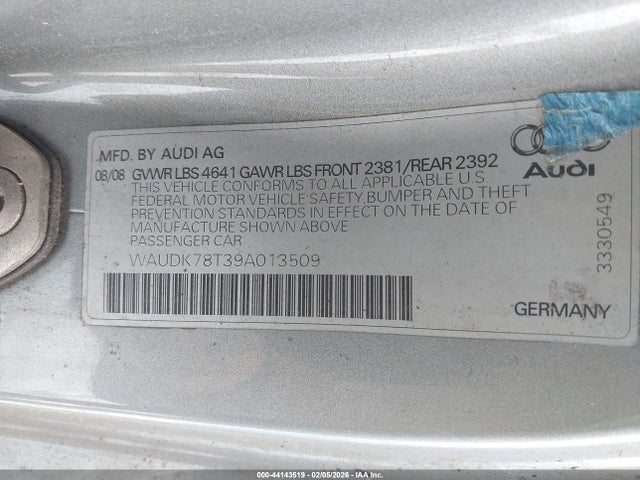 MFD. BY AUDI AG
08/08 GVWR LBS 4641 GAWR LBS FRONT 2381/REAR 2392
THIS VEHICLE CONFORMS TO ALL APPLICABLE U.S
FEDERAL MOTOR VEHICLE SAFETY, BUMPER AND THEFT
PREVENTION STANDARDS IN EFFECT ON THE DATE OF
MANUFACTURE SHOWN ABOVE
PASSENGER CAR
WAUDK78T39A013509
Audi
3330549
GERMANY
000-44143519 - 02/05/2026 - IAAI.COM